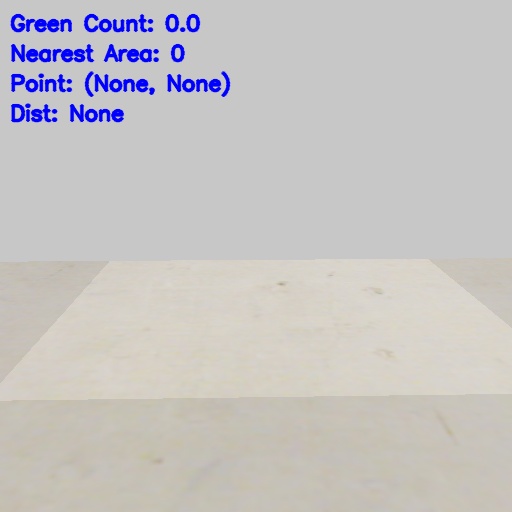 Green Count: 0.0
Nearest Area: 0
Point: (None, None)
Dist: None